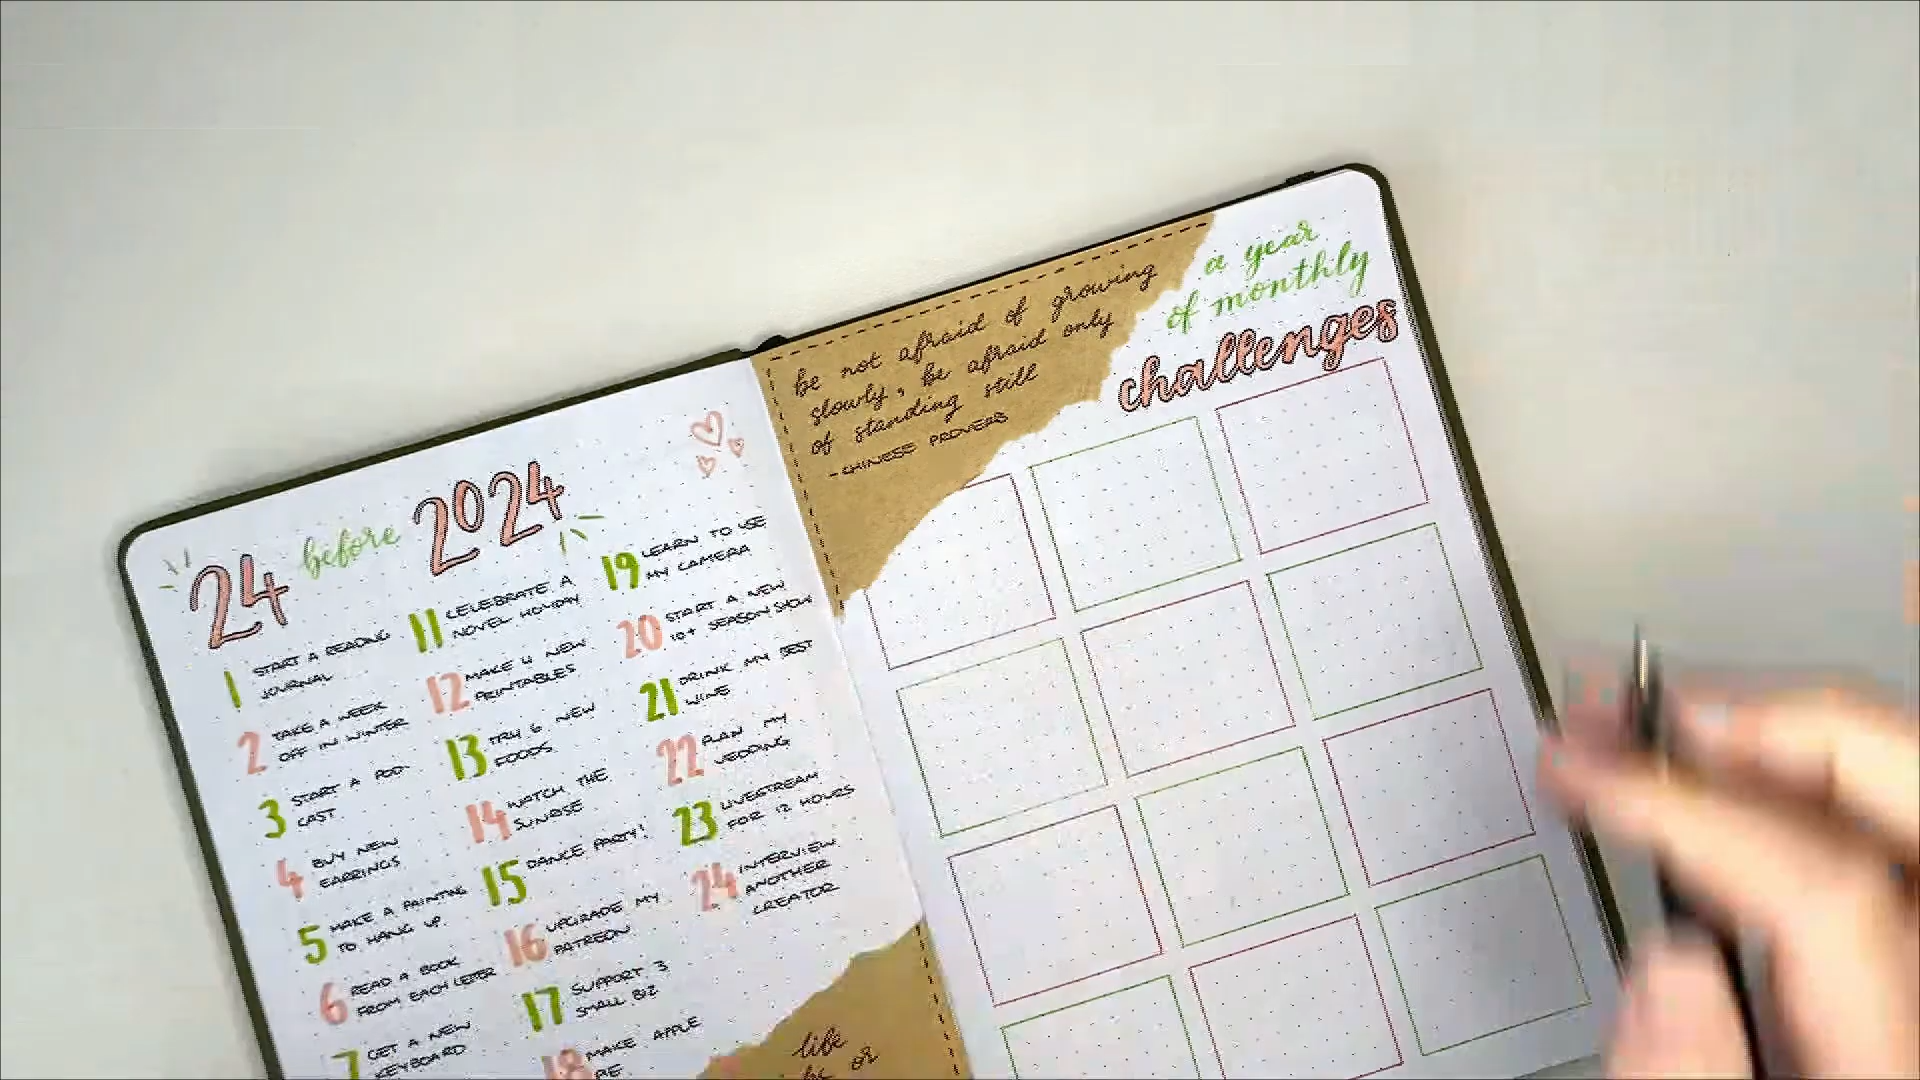 24 before 2024
1 START A READING
JOURNAL
2 TAKE A WEEK
OFF IN WINTER
3 START A POD-
CAST
4 BUY NEW
EARRINGS
5 MAKE A PAINTING
TO HANG UP
6 READ A BOOK
FROM EACH LETTER
7 GET A NEW
KEYBOARD
11 CELEBRATE A
NOVEL HOLIDAY
12 MAKE 4 NEW
PRINTABLES
13 TRY 6 NEW
FOODS
14 WATCH THE
SUNRISE
15 DANCE PARTY!
16 UPGRADE MY
PATREON
17 SUPPORT 3
SMALL BIZ
18 MAKE APPLE
19 LEARN TO USE
MY CAMERA
20 START A NEW
10+ SEASON SHOW
21 DRINK MY BEST
WINE
22 PLAN MY
WEDDING
23 LIVESTREAM
FOR 12 HOURS
24 INTERVIEW
ANOTHER
CREATOR
life
or
be not afraid of growing
slowly, be afraid only
of standing still
-CHINESE PROVERB
a year
of monthly
challenges